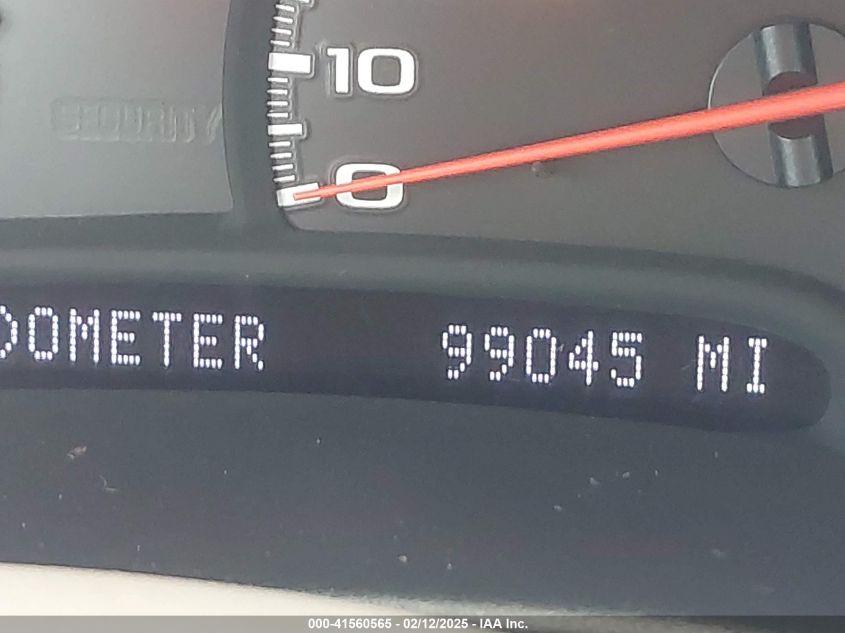 10
SECURITY
0
DOMETER 99045 MI
000-41560565 - 02/12/2025 - IAA Inc.